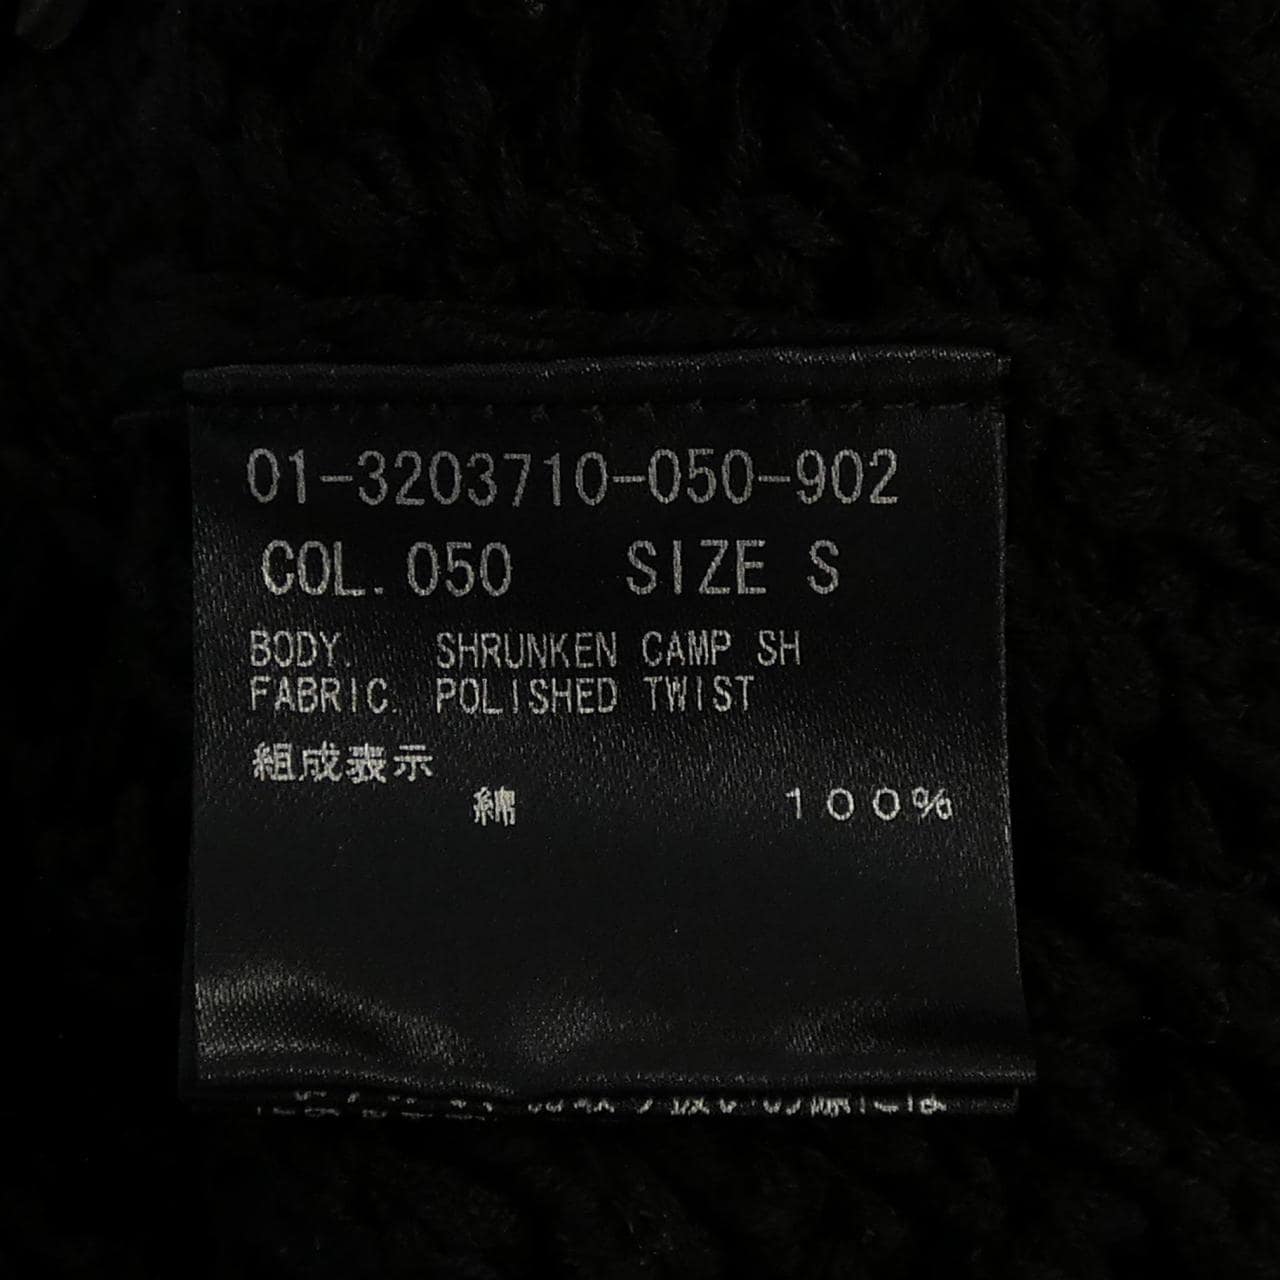 01-3203710-050-902
COL. 050 SIZE S
BODY. SHRUNKEN CAMP SH
FABRIC. POLISHED TWIST
組成表示
綿 100%